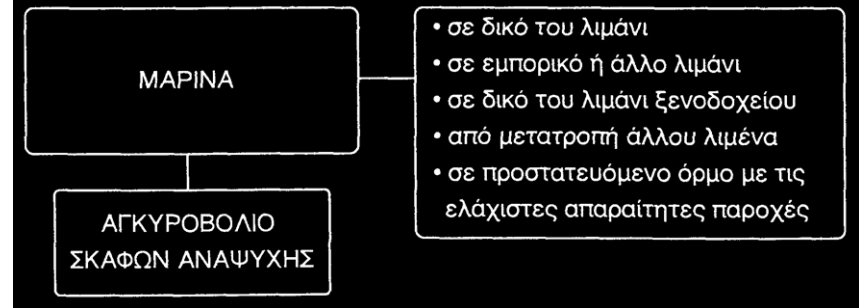 ΜΑΡΙΝΑ
• σε δικό του λιμάνι
• σε εμπορικό ή άλλο λιμάνι
• σε δικό του λιμάνι ξενοδοχείου
• από μετατροπή άλλου λιμένα
• σε προστατευόμενο όρμο με τις
ελάχιστες απαραίτητες παροχές
ΑΓΚΥΡΟΒΟΛΙΟ
ΣΚΑΦΩΝ ΑΝΑΨΥΧΗΣ